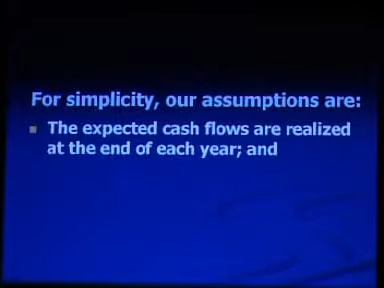 For simplicity, our assumptions are:
The expected cash flows are realized
at the end of each year; and